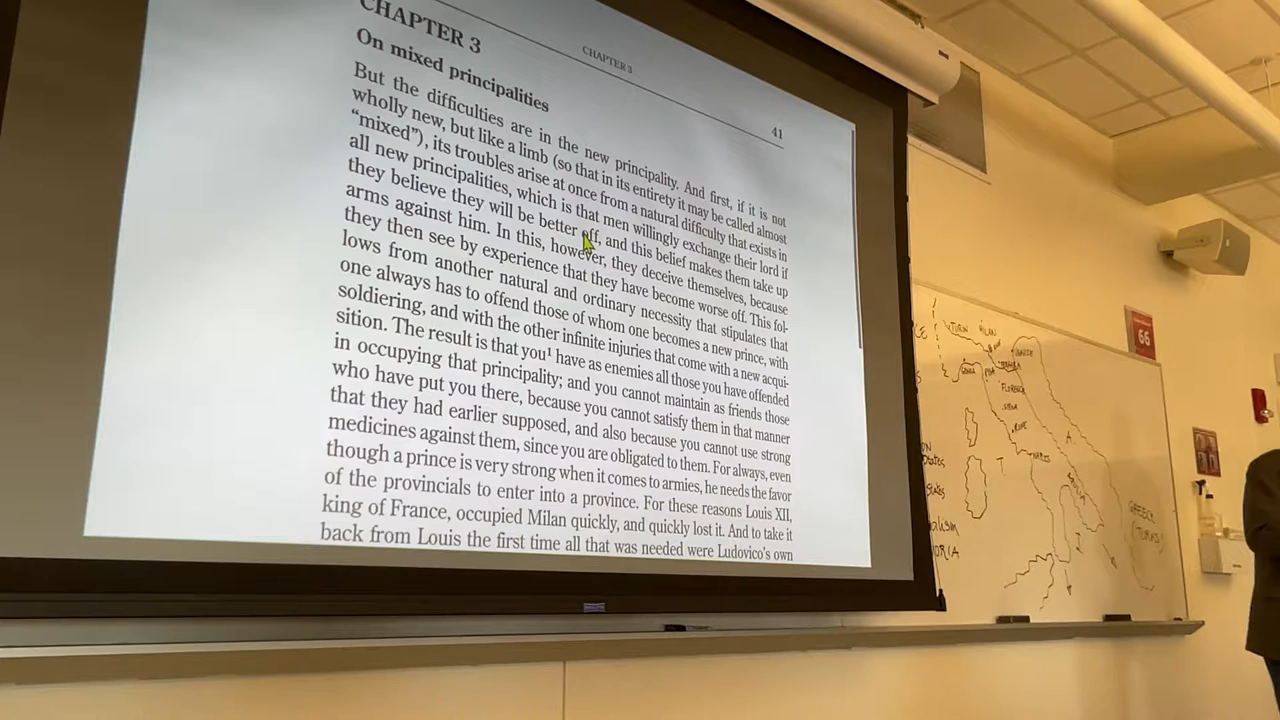 CHAPTER 3
41
CHAPTER 3
On mixed principalities
But the difficulties are in the new principality. And first, if it is not
wholly new, but like a limb (so that in its entirety it may be called almost
“mixed”), its troubles arise at once from a natural difficulty that exists in
all new principalities, which is that men willingly exchange their lord if
they believe they will be better off, and this belief makes them take up
arms against him. In this, however, they deceive themselves, because
they then see by experience that they have become worse off. This fol-
lows from another natural and ordinary necessity that stipulates that
one always has to offend those of whom one becomes a new prince, with
soldiering, and with the other infinite injuries that come with a new acqui-
sition. The result is that you¹ have as enemies all those you have offended
in occupying that principality; and you cannot maintain as friends those
who have put you there, because you cannot satisfy them in that manner
that they had earlier supposed, and also because you cannot use strong
medicines against them, since you are obligated to them. For always, even
though a prince is very strong when it comes to armies, he needs the favor
of the provincials to enter into a province. For these reasons Louis XII,
king of France, occupied Milan quickly, and quickly lost it. And to take it
back from Louis the first time all that was needed were Ludovico’s own
66
TURIN MILAN
GENOA
FLORENCE
SIENA
ROME
NAPLES
T
A
GREECE
(TURKS)